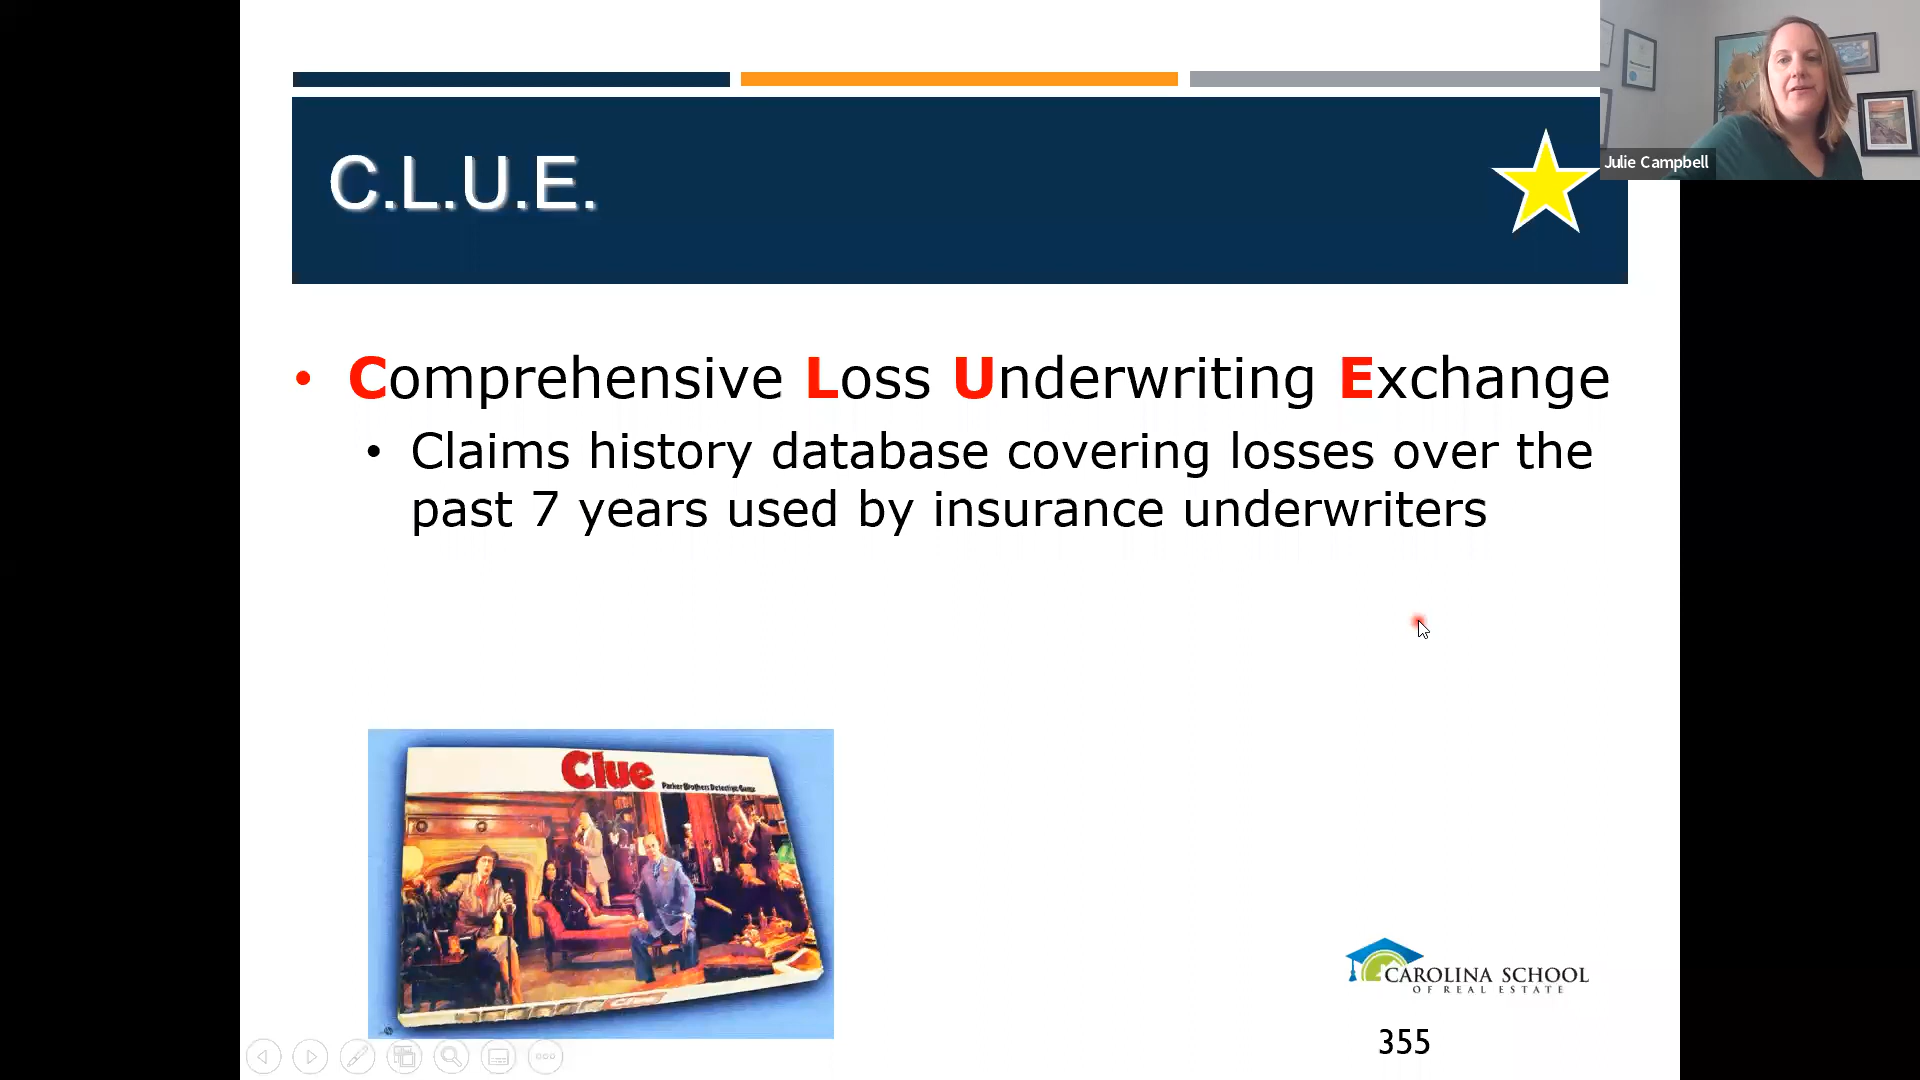 C.L.U.E.
Julie Campbell
• Comprehensive Loss Underwriting Exchange
• Claims history database covering losses over the
past 7 years used by insurance underwriters
Clue
Parker Brothers Detective Game
Clue
CAROLINA SCHOOL
OF REAL ESTATE
355